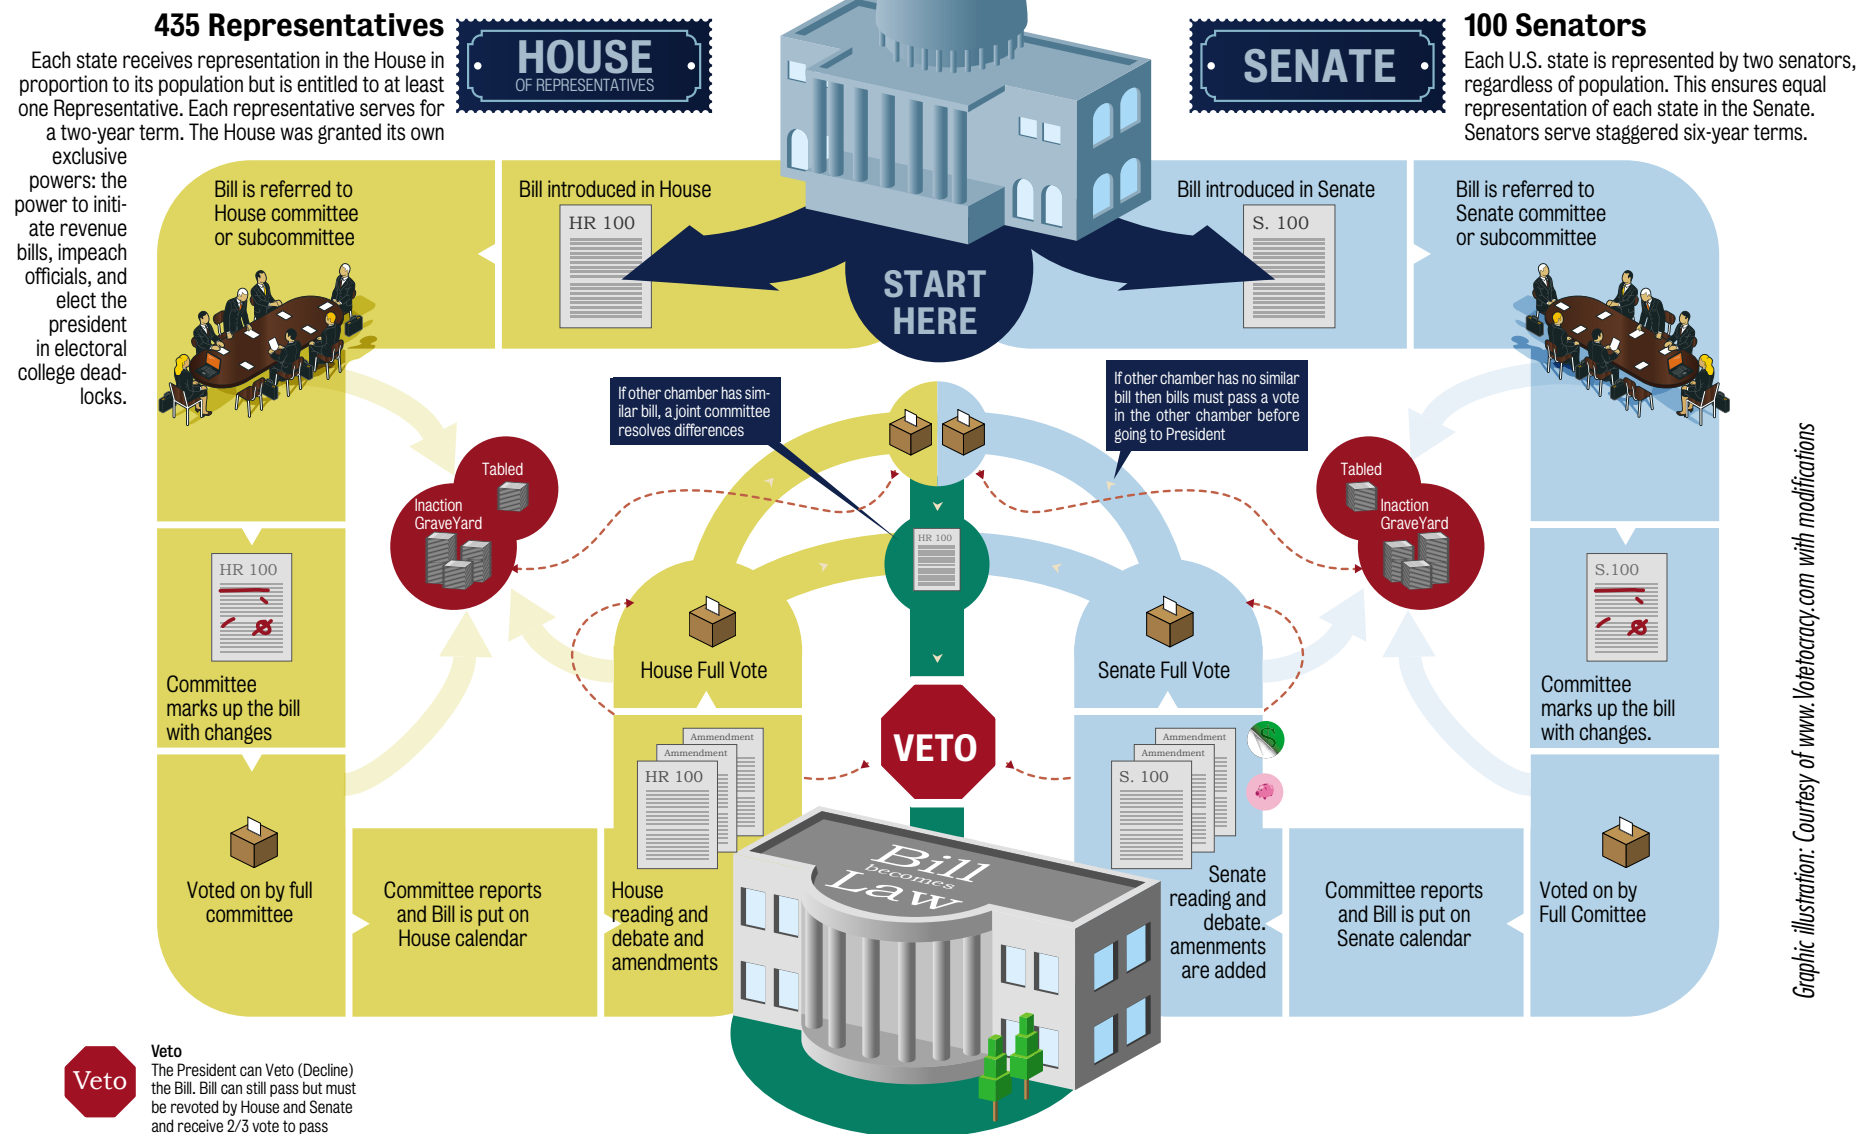 435 Representatives
Each state receives representation in the House in
proportion to its population but is entitled to at least
one Representative. Each representative serves for
a two-year term. The House was granted its own
exclusive
powers: the
power to initi-
ate revenue
bills, impeach
officials, and
elect the
president
in electoral
college dead-
locks.
HOUSE
OF REPRESENTATIVES
SENATE
100 Senators
Each U.S. state is represented by two senators,
regardless of population. This ensures equal
representation of each state in the Senate.
Senators serve staggered six-year terms.
Bill is referred to
House committee
or subcommittee
Bill introduced in House
HR 100
START
HERE
Bill introduced in Senate
S. 100
Bill is referred to
Senate committee
or subcommittee
If other chamber has sim-
ilar bill, a joint committee
resolves differences
If other chamber has no similar
bill then bills must pass a vote
in the other chamber before
going to President
Tabled
Inaction
GraveYard
Tabled
Inaction
GraveYard
HR 100
HR 100
Committee
marks up the bill
with changes
House Full Vote
Senate Full Vote
S.100
Committee
marks up the bill
with changes.
VETO
Ammendment
Ammendment
HR 100
Ammendment
Ammendment
S. 100
$
Voted on by full
committee
Committee reports
and Bill is put on
House calendar
House
reading and
debate and
amendments
Bill
becomes
Law
Senate
reading and
debate.
amenments
are added
Committee reports
and Bill is put on
Senate calendar
Voted on by
Full Comittee
Veto
Veto
The President can Veto (Decline)
the Bill. Bill can still pass but must
be revoted by House and Senate
and receive 2/3 vote to pass
Graphic illustration: Courtesy of www.Votetocracy.com with modifications